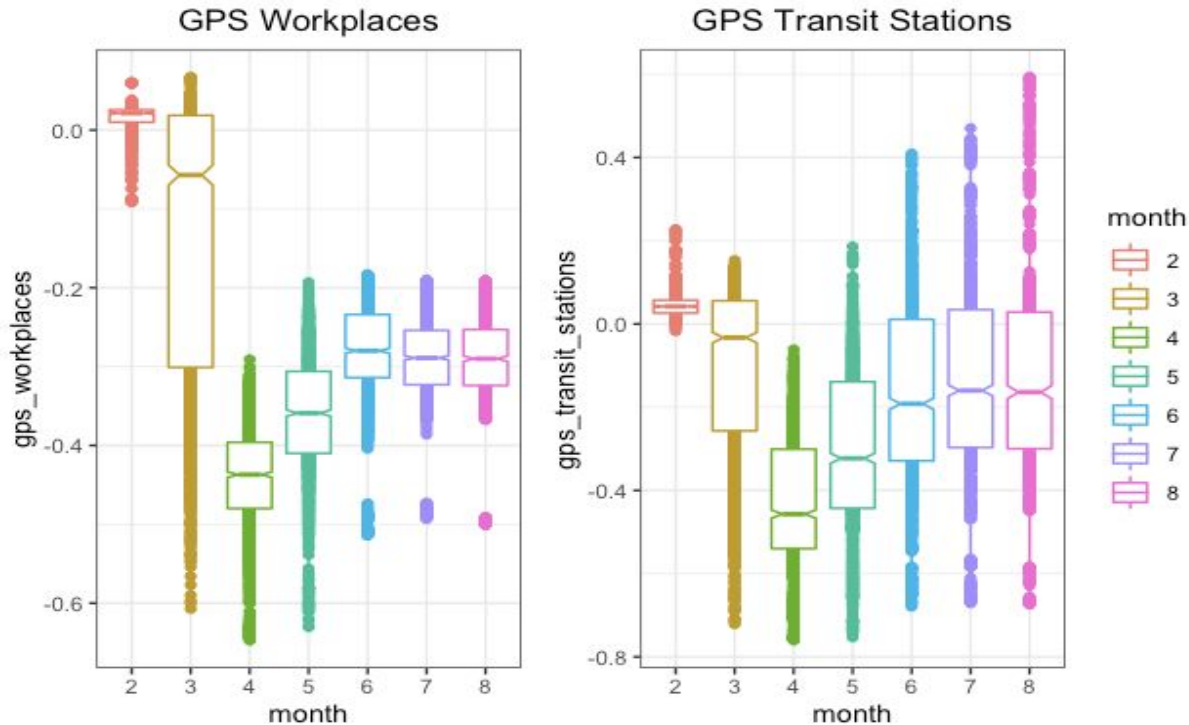 GPS Workplaces
gps_workplaces
0.0
-0.2
-0.4
-0.6
2 3 4 5 6 7 8
month
GPS Transit Stations
gps_transit_stations
0.4
0.0
-0.4
-0.8
2 3 4 5 6 7 8
month
month
2
3
4
5
6
7
8